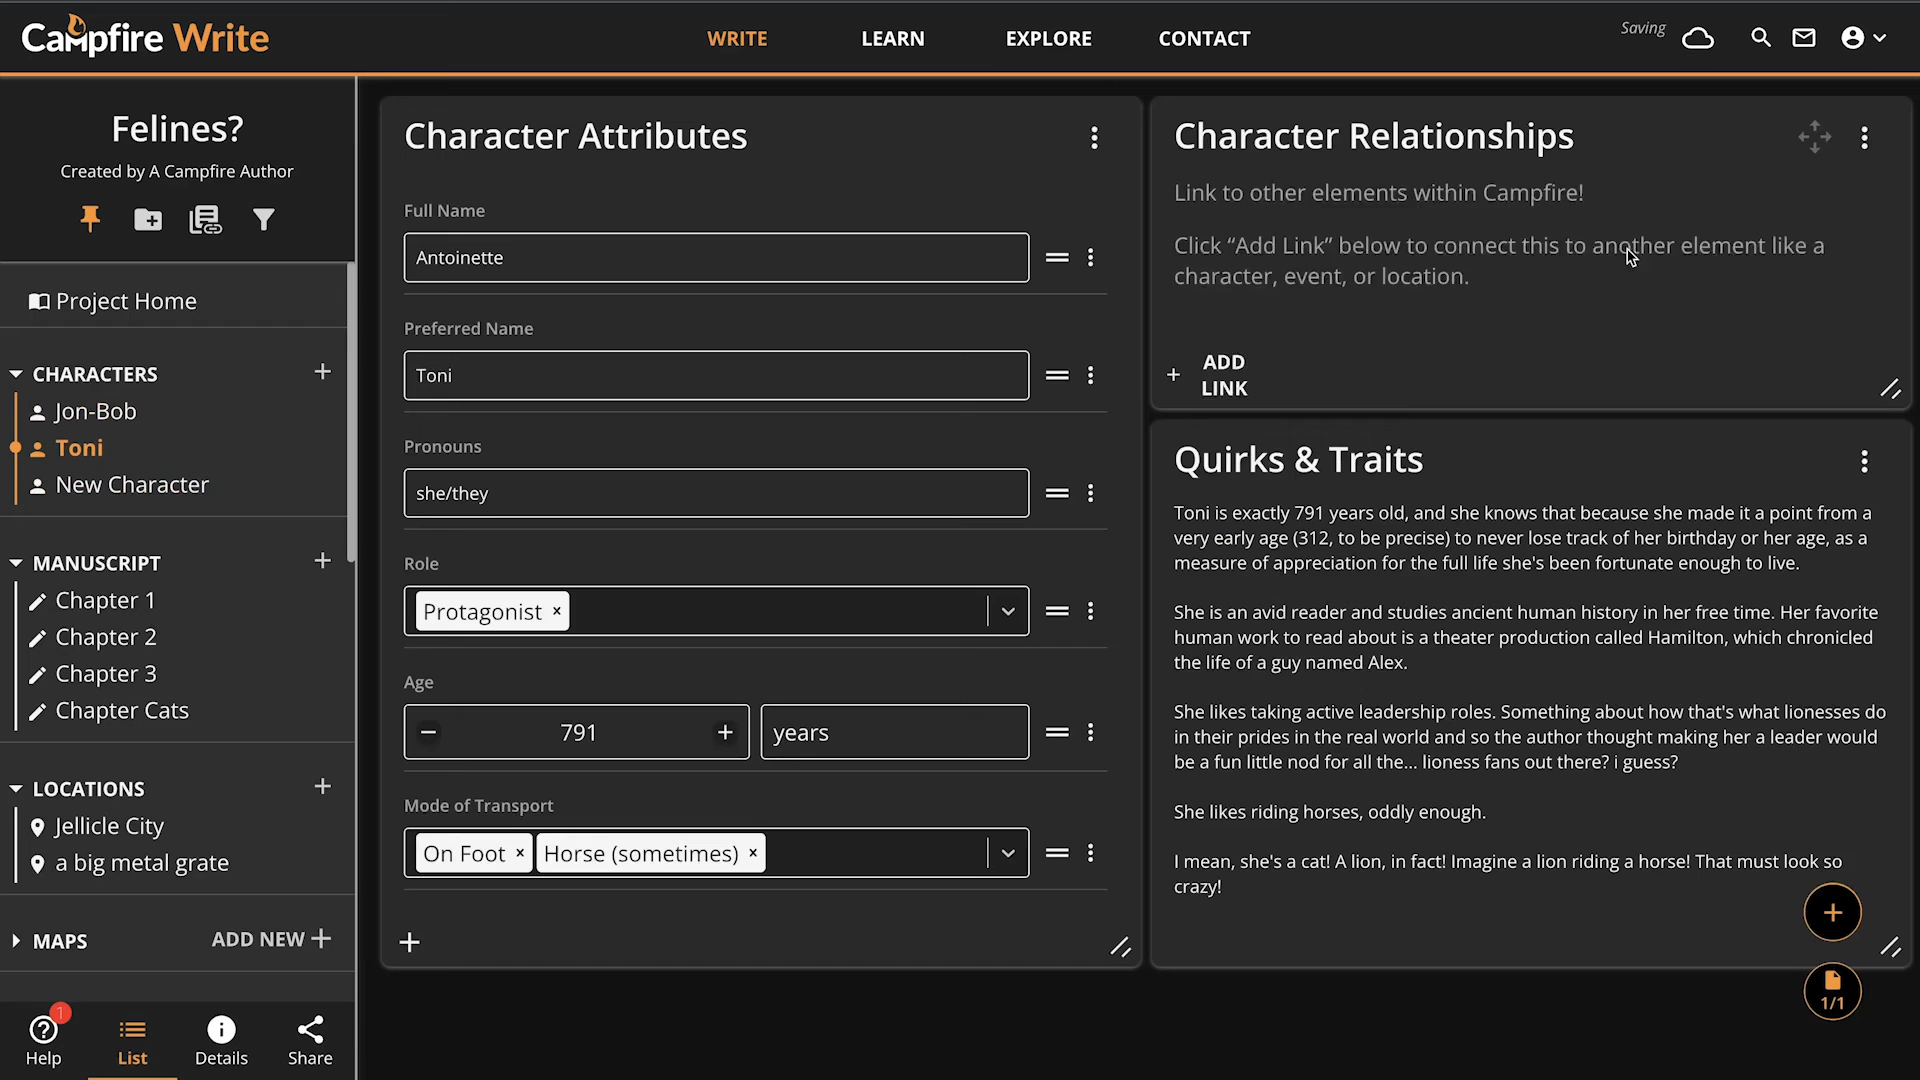 Campfire Write
WRITE
LEARN
EXPLORE
CONTACT
Saving
Felines?
Created by A Campfire Author
Project Home
CHARACTERS
Jon-Bob
Toni
New Character
MANUSCRIPT
Chapter 1
Chapter 2
Chapter 3
Chapter Cats
LOCATIONS
Jellicle City
a big metal grate
MAPS
ADD NEW
1
Help
List
Details
Share
Character Attributes
Full Name
Antoinette
Preferred Name
Toni
Pronouns
she/they
Role
Protagonist ×
Age
791
years
Mode of Transport
On Foot ×
Horse (sometimes) ×
Character Relationships
Link to other elements within Campfire!
Click “Add Link” below to connect this to another element like a
character, event, or location.
ADD
LINK
Quirks & Traits
Toni is exactly 791 years old, and she knows that because she made it a point from a
very early age (312, to be precise) to never lose track of her birthday or her age, as a
measure of appreciation for the full life she's been fortunate enough to live.
She is an avid reader and studies ancient human history in her free time. Her favorite
human work to read about is a theater production called Hamilton, which chronicled
the life of a guy named Alex.
She likes taking active leadership roles. Something about how that's what lionesses do
in their prides in the real world and so the author thought making her a leader would
be a fun little nod for all the... lioness fans out there? i guess?
She likes riding horses, oddly enough.
I mean, she's a cat! A lion, in fact! Imagine a lion riding a horse! That must look so
crazy!
1/1